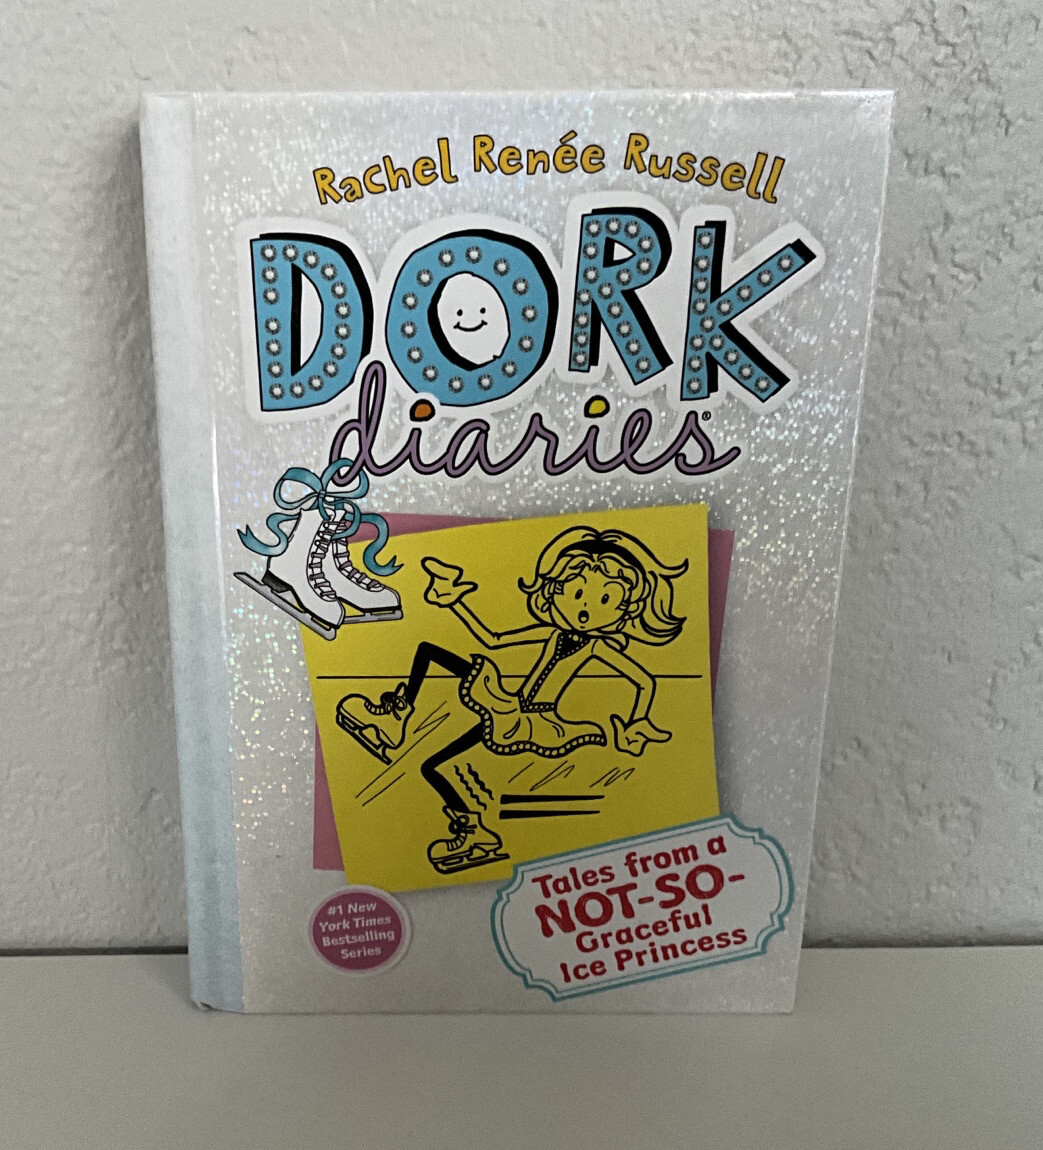 Rachel Renée Russell
DORK
diaries®
Tales from a
NOT-SO-
Graceful
Ice Princess
#1 New
York Times
Bestselling
Series